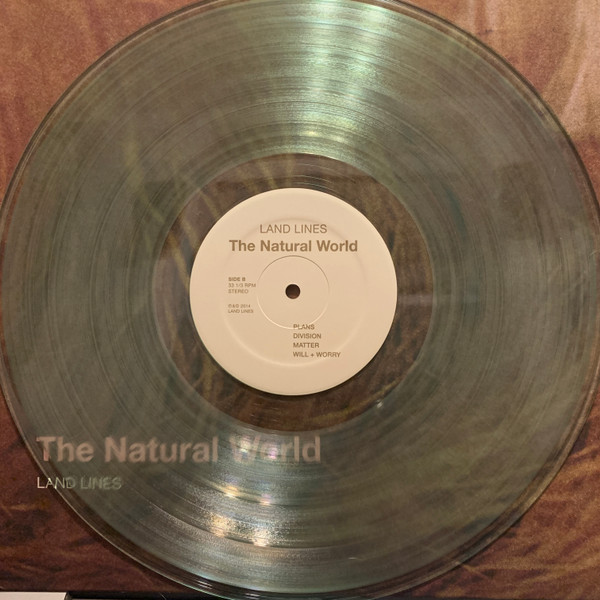 LAND LINES
The Natural World
SIDE B
33 1/3 RPM
STEREO
℗&© 2014
LAND LINES
PLANS
DIVISION
MATTER
WILL + WORRY
The Natural World
LAND LINES